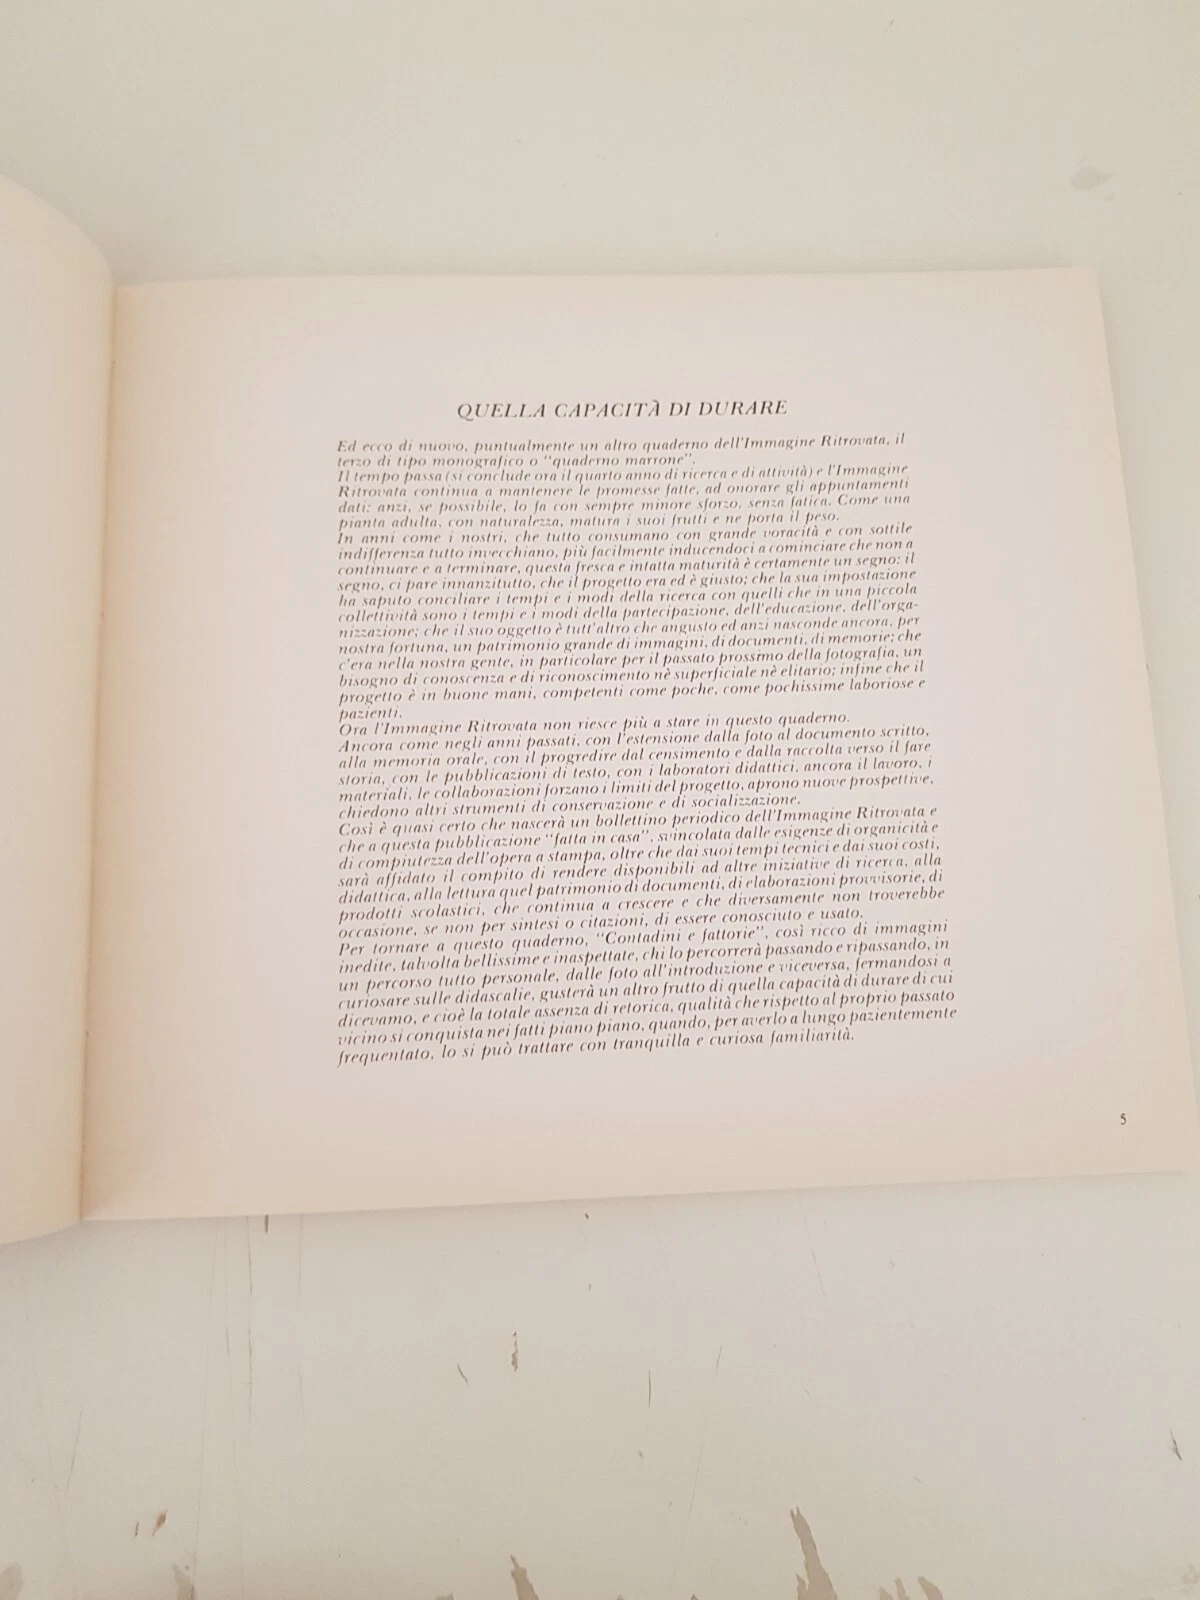 QUELLA CAPACITÀ DI DURARE
Ed ecco di nuovo, puntualmente un altro quaderno dell'Immagine Ritrovata, il
terzo di tipo monografico o "quaderno marrone".
Il tempo passa (si conclude ora il quarto anno di ricerca e di attività) e l'Immagine
Ritrovata continua a mantenere le promesse fatte, ad onorare gli appuntamenti
dati; anzi, se possibile, lo fa con sempre minore sforzo, senza fatica. Come una
pianta adulta, con naturalezza, matura i suoi frutti e ne porta il peso.
In anni come i nostri, che tutto consumano con grande voracità e con sottile
indifferenza tutto invecchiano, più facilmente inducendoci a cominciare che non a
continuare e a terminare, questa fresca e intatta maturità è certamente un segno: il
segno, ci pare innanzitutto, che il progetto era ed è giusto; che la sua impostazione
ha saputo conciliare i tempi e i modi della ricerca con quelli che in una piccola
collettività sono i tempi e i modi della partecipazione, dell'educazione, dell'orga-
nizzazione; che il suo oggetto è tutt'altro che angusto ed anzi nasconde ancora, per
nostra fortuna, un patrimonio grande di immagini, di documenti, di memorie; che
c'era nella nostra gente, in particolare per il passato prossimo della fotografia, un
bisogno di conoscenza e di riconoscimento nè superficiale nè elitario; infine che il
progetto è in buone mani, competenti come poche, come pochissime laboriose e
pazienti.
Ora l'Immagine Ritrovata non riesce più a stare in questo quaderno.
Ancora come negli anni passati, con l'estensione dalla foto al documento scritto,
alla memoria orale, con il progredire dal censimento e dalla raccolta verso il fare
storia, con le pubblicazioni di testo, con i laboratori didattici, ancora il lavoro, i
materiali, le collaborazioni forzano i limiti del progetto, aprono nuove prospettive,
chiedono altri strumenti di conservazione e di socializzazione.
Così è quasi certo che nascerà un bollettino periodico dell'Immagine Ritrovata e
che a questa pubblicazione "fatta in casa", svincolata dalle esigenze di organicità e
di compiutezza dell'opera a stampa, oltre che dai suoi tempi tecnici e dai suoi costi,
sarà affidato il compito di rendere disponibili ad altre iniziative di ricerca, alla
didattica, alla lettura quel patrimonio di documenti, di elaborazioni provvisorie, di
prodotti scolastici, che continua a crescere e che diversamente non troverebbe
occasione, se non per sintesi o citazioni, di essere conosciuto e usato.
Per tornare a questo quaderno, "Contadini e fattorie", così ricco di immagini
inedite, talvolta bellissime e inaspettate, chi lo percorrerà passando e ripassando, in
un percorso tutto personale, dalle foto all'introduzione e viceversa, fermandosi a
curiosare sulle didascalie, gusterà un altro frutto di quella capacità di durare di cui
dicevamo, e cioè la totale assenza di retorica, qualità che rispetto al proprio passato
vicino si conquista nei fatti piano piano, quando, per averlo a lungo pazientemente
frequentato, lo si può trattare con tranquilla e curiosa familiarità.
5